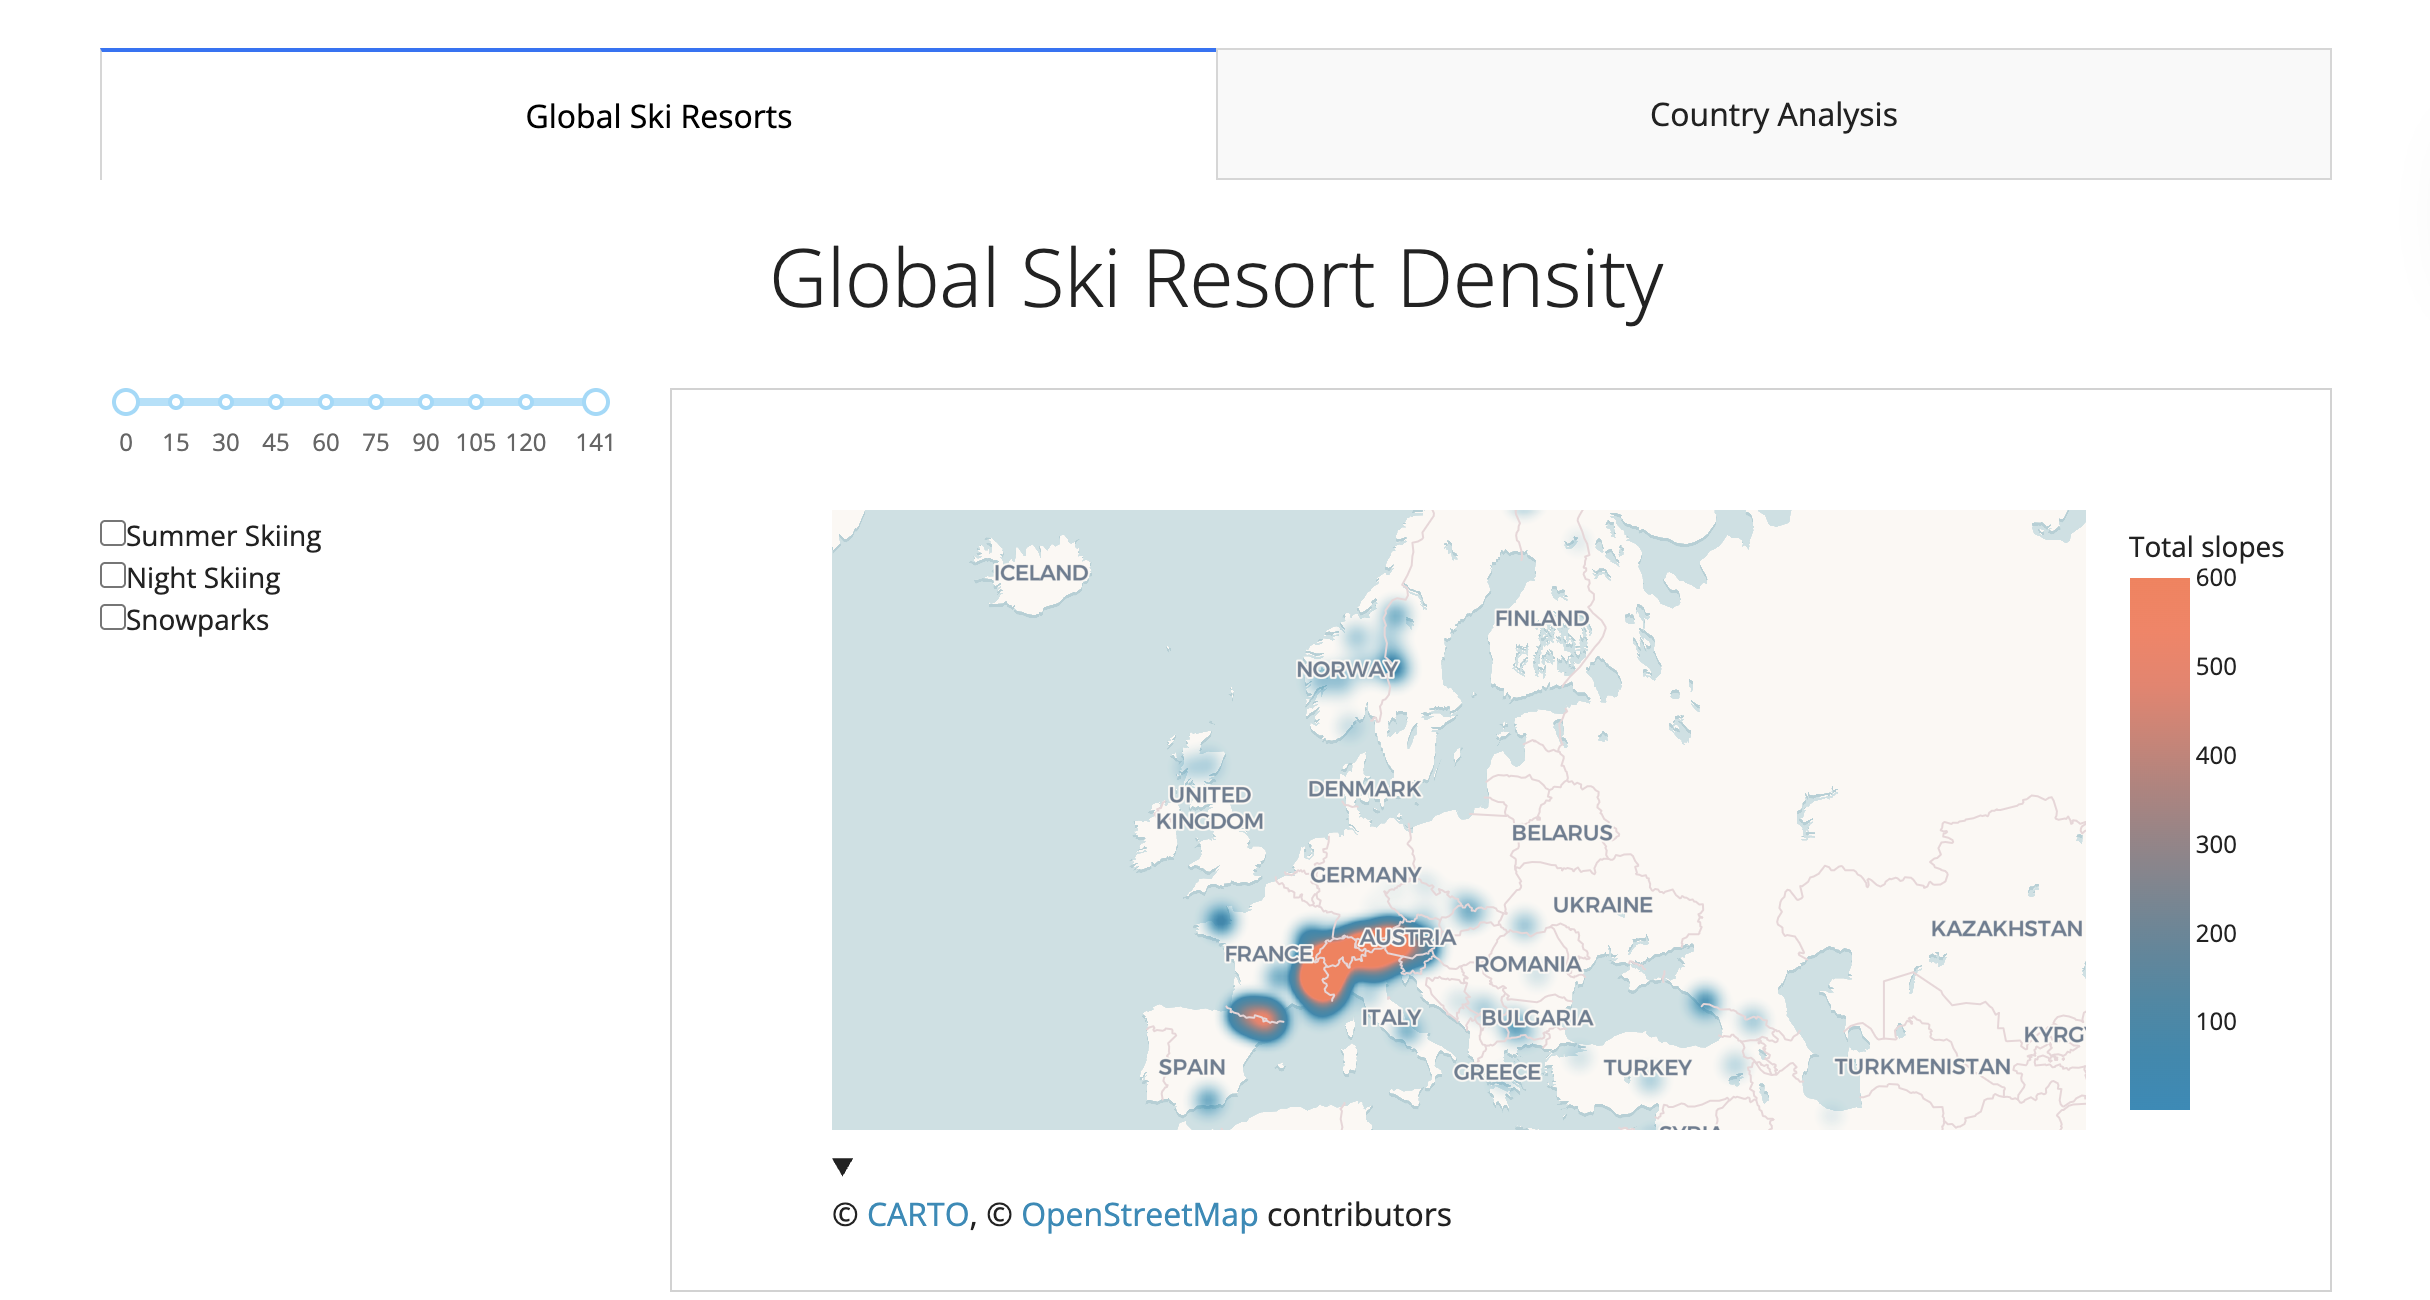 Global Ski Resorts
Country Analysis
Global Ski Resort Density
0 15 30 45 60 75 90 105 120 141
Summer Skiing
Night Skiing
Snowparks
ICELAND
FINLAND
NORWAY
UNITED
KINGDOM
DENMARK
BELARUS
GERMANY
UKRAINE
KAZAKHSTAN
FRANCE
AUSTRIA
ROMANIA
ITALY
BULGARIA
KYRG
SPAIN
GREECE
TURKEY
TURKMENISTAN
SYRIA
Total slopes
600
500
400
300
200
100
© CARTO, © OpenStreetMap contributors